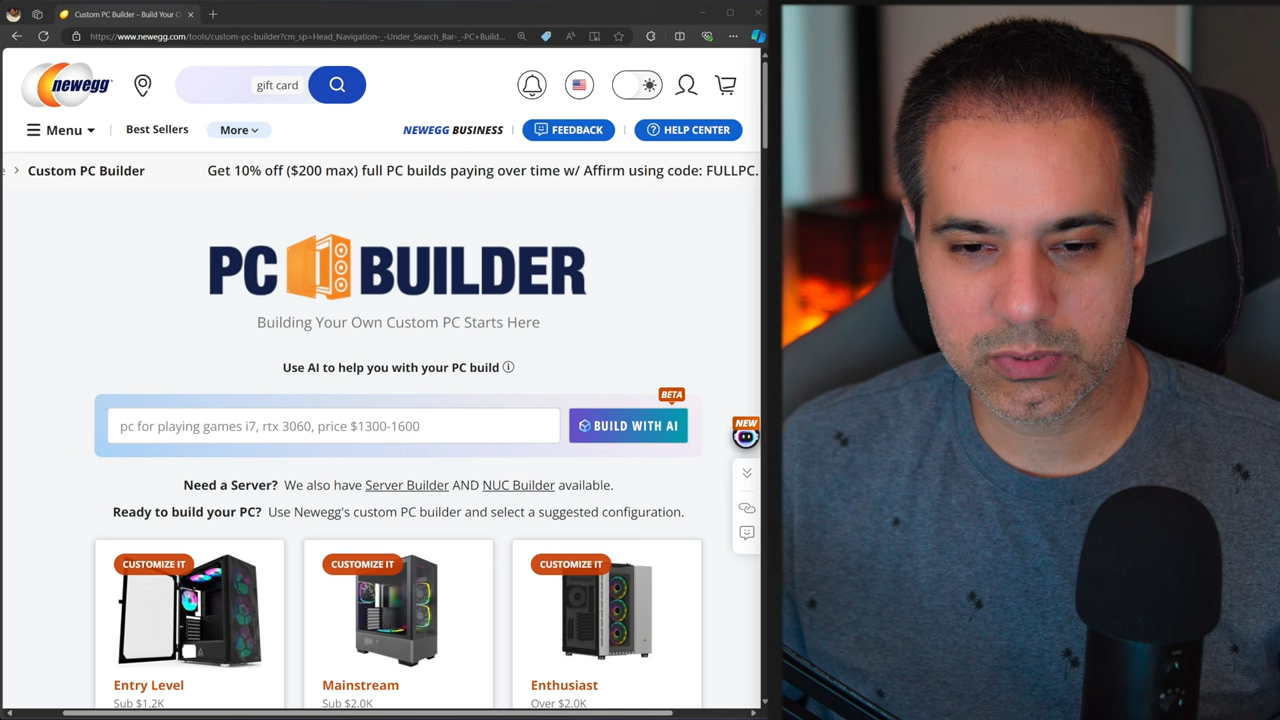 Custom PC Builder - Build Your C
https://www.newegg.com/tools/custom-pc-builder?cm_sp=Head_Navigation-_-Under_Search_Bar-_-PC+Build...
newegg
gift card
Menu
Best Sellers
More
NEWEGG BUSINESS
FEEDBACK
HELP CENTER
> Custom PC Builder
Get 10% off ($200 max) full PC builds paying over time w/ Affirm using code: FULLPC.
PC BUILDER
Building Your Own Custom PC Starts Here
Use AI to help you with your PC build
BETA
pc for playing games i7, rtx 3060, price $1300-1600
BUILD WITH AI
NEW
Need a Server? We also have Server Builder AND NUC Builder available.
Ready to build your PC? Use Newegg's custom PC builder and select a suggested configuration.
CUSTOMIZE IT
CUSTOMIZE IT
CUSTOMIZE IT
Entry Level
Mainstream
Enthusiast
Sub $1.2K
Sub $2.0K
Over $2.0K